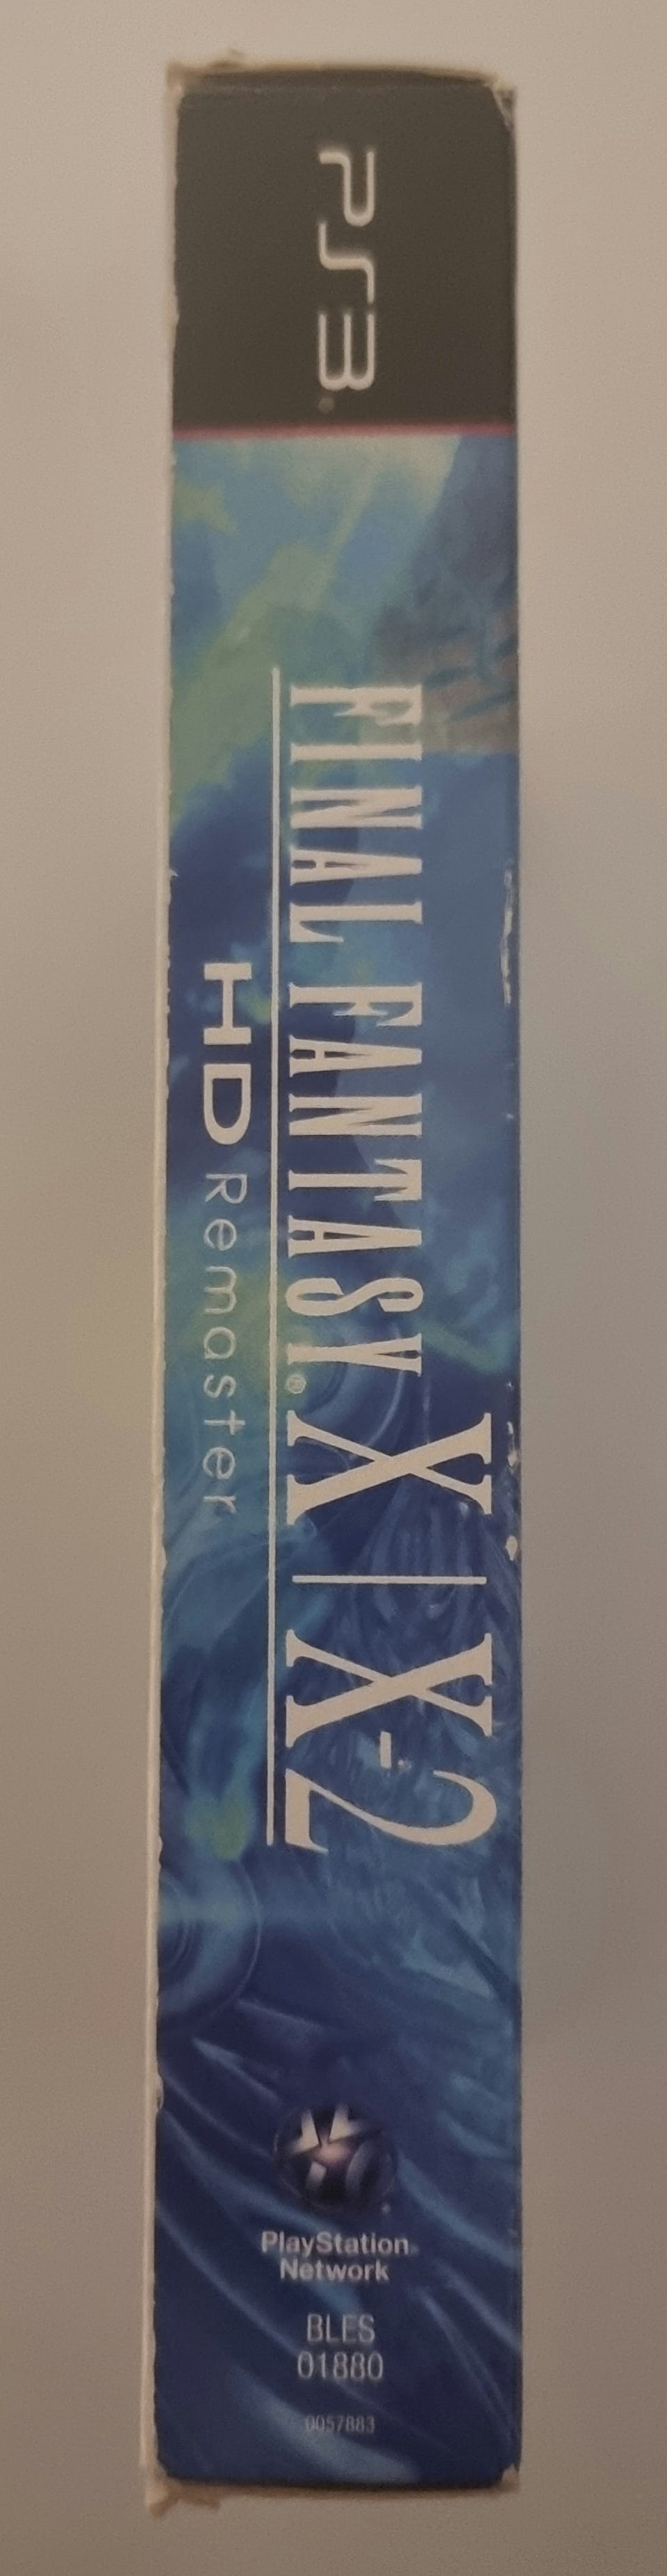 PS3
FINAL FANTASY® X|X-2
HD Remaster
PlayStation
Network
BLES
01880
0057883